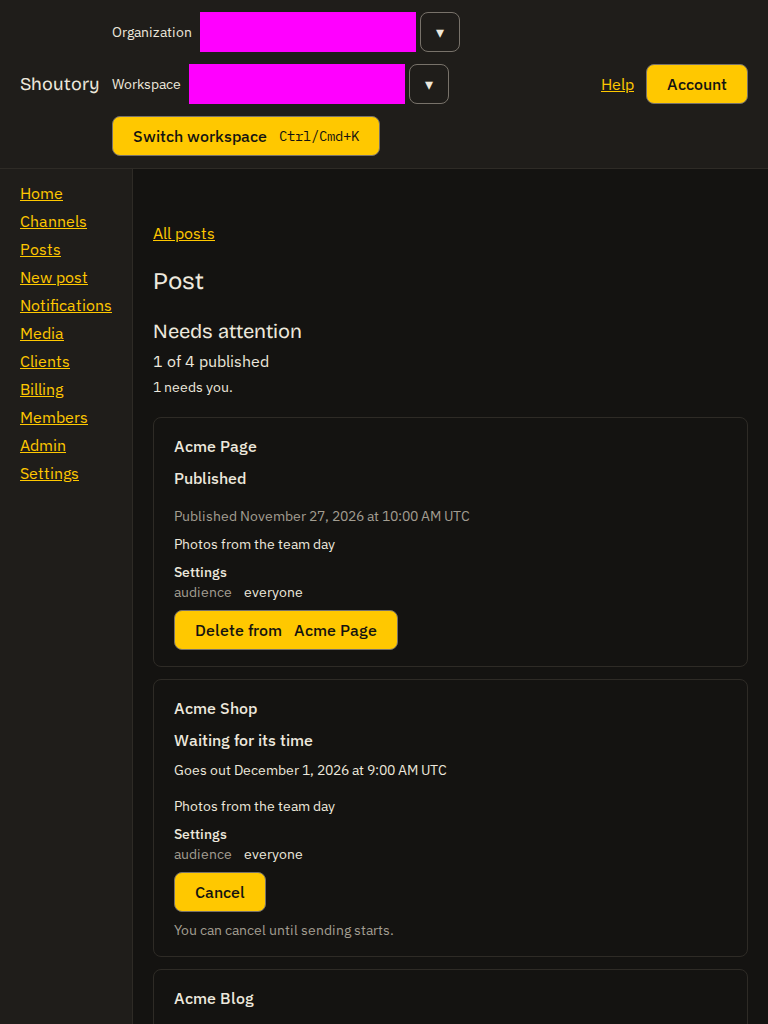 Organization
▼
Shoutory
Workspace
▼
Help
Account
Switch workspace Ctrl/Cmd+K
Home
Channels
Posts
New post
Notifications
Media
Clients
Billing
Members
Admin
Settings
All posts
Post
Needs attention
1 of 4 published
1 needs you.
Acme Page
Published
Published November 27, 2026 at 10:00 AM UTC
Photos from the team day
Settings
audience everyone
Delete from Acme Page
Acme Shop
Waiting for its time
Goes out December 1, 2026 at 9:00 AM UTC
Photos from the team day
Settings
audience everyone
Cancel
You can cancel until sending starts.
Acme Blog